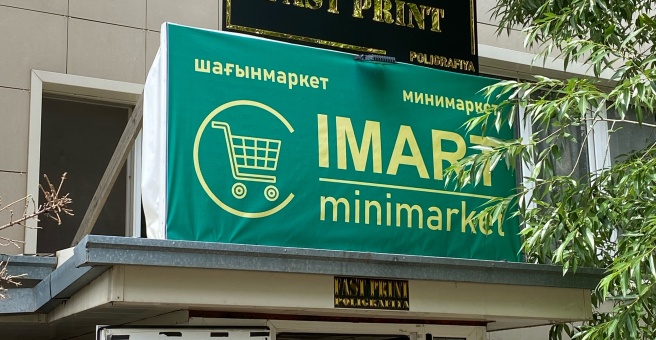 FAST PRINT
POLIGRAFIYA
шағынмаркет
минимаркет
IMART
minimarket
FAST PRINT
POLIGRAFIYA